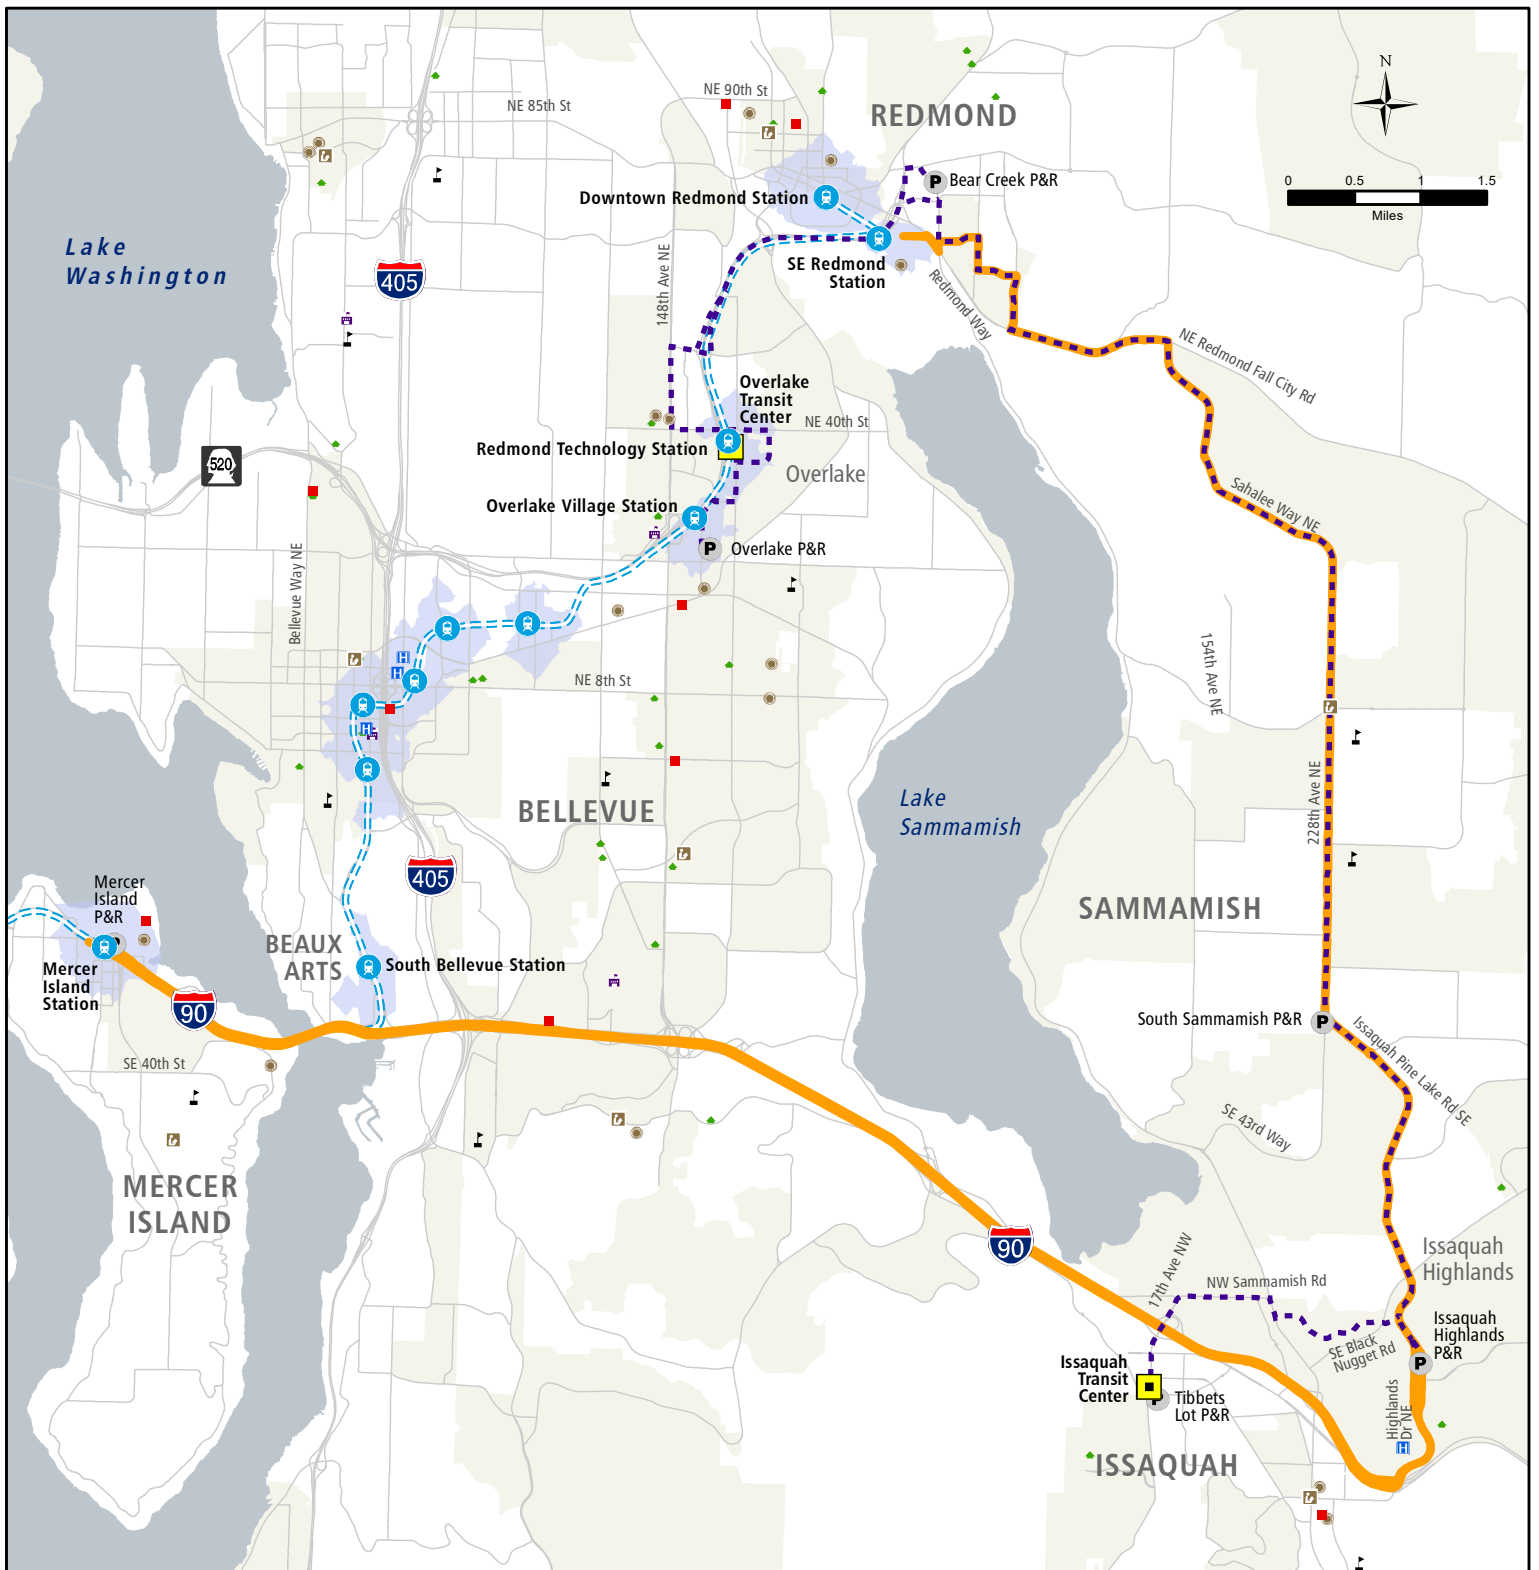 NE 90th St
NE 85th St
REDMOND
N
0 0.5 1 1.5
Miles
P Bear Creek P&R
Downtown Redmond Station
Lake
Washington
405
148th Ave NE
SE Redmond
Station
Redmond Way
NE Redmond Fall City Rd
Overlake
Transit
Center
NE 40th St
Redmond Technology Station
520
Overlake
Sahalee Way NE
Overlake Village Station
P Overlake P&R
Bellevue Way NE
H
H
NE 8th St
154th Ave NE
H
228th Ave NE
BELLEVUE
Lake
Sammamish
405
Mercer
Island
P&R
SAMMAMISH
BEAUX
ARTS
South Bellevue Station
Mercer
Island
Station
90
South Sammamish P&R P
Issaquah Pine Lake Rd SE
SE 40th St
SE 43rd Way
MERCER
ISLAND
90
17th Ave NW
NW Sammamish Rd
Issaquah
Highlands
SE Black
Nugget Rd
Issaquah
Highlands
P&R
P
Issaquah
Transit
Center
P
Tibbets
Lot P&R
Highlands
Dr NE
H
ISSAQUAH